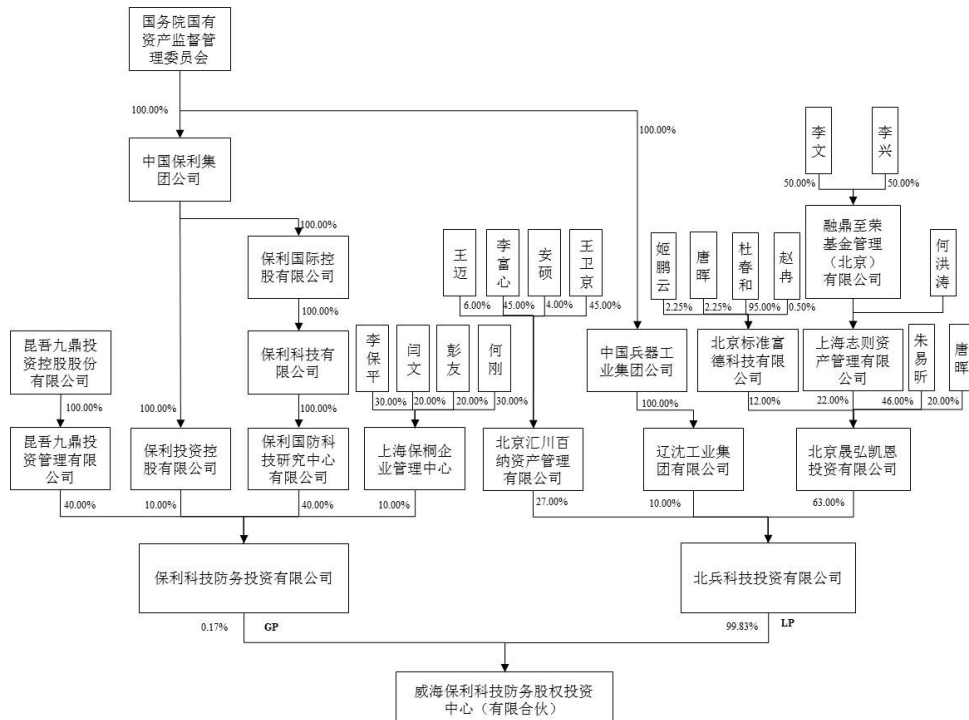 国务院国有
资产监督管
理委员会
100.00%
100.00%
中国保利集
团公司
李文
李兴
50.00%
50.00%
融鼎至荣
基金管理
（北京）
有限公司
何洪涛
100.00%
保利国际控
股有限公司
王迈
李富心
安硕
王卫京
6.00%
45.00%
4.00%
45.00%
姬鹏云
唐晖
杜春和
赵冉
2.25%
2.25%
95.00%
0.50%
100.00%
昆吾九鼎投
资控股股份
有限公司
保利科技有
限公司
李保平
闫文
彭友
何刚
30.00%
20.00%
20.00%
30.00%
中国兵器工
业集团公司
北京标准富
德科技有限
公司
上海志则资
产管理有限
公司
朱易昕
唐晖
100.00%
100.00%
100.00%
100.00%
12.00%
22.00%
46.00%
20.00%
昆吾九鼎投
资管理有限
公司
保利投资控
股有限公司
保利国防科
技研究中心
有限公司
上海保桐企
业管理中心
北京汇川百
纳资产管理
有限公司
辽沈工业集
团有限公司
北京晟弘凯恩
投资有限公司
40.00%
10.00%
40.00%
10.00%
27.00%
10.00%
63.00%
保利科技防务投资有限公司
北兵科技投资有限公司
0.17%
GP
99.83%
LP
威海保利科技防务股权投资
中心（有限合伙）